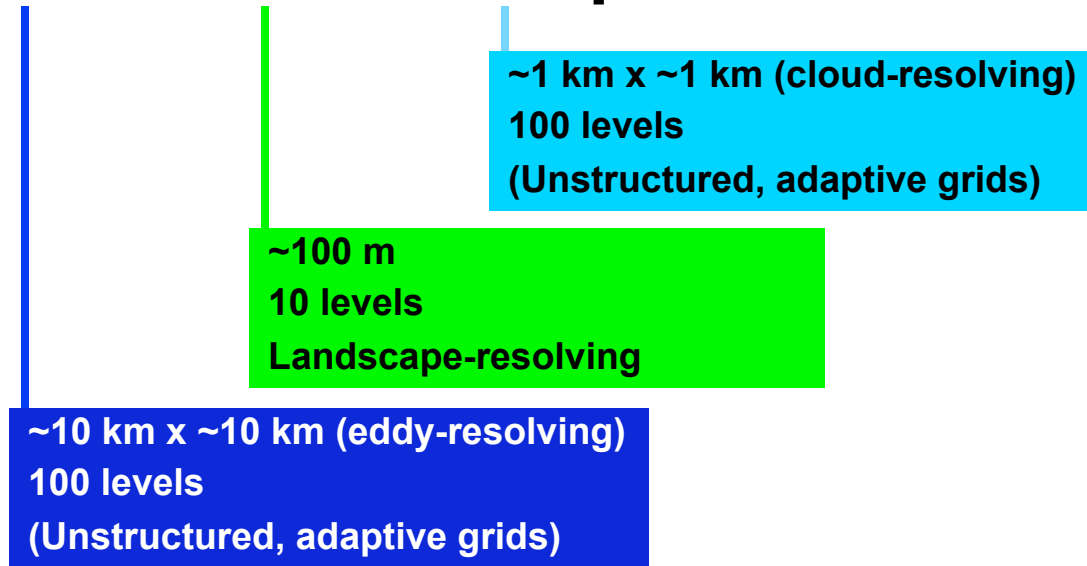 ~1 km x ~1 km (cloud-resolving)
100 levels
(Unstructured, adaptive grids)
~100 m
10 levels
Landscape-resolving
~10 km x ~10 km (eddy-resolving)
100 levels
(Unstructured, adaptive grids)